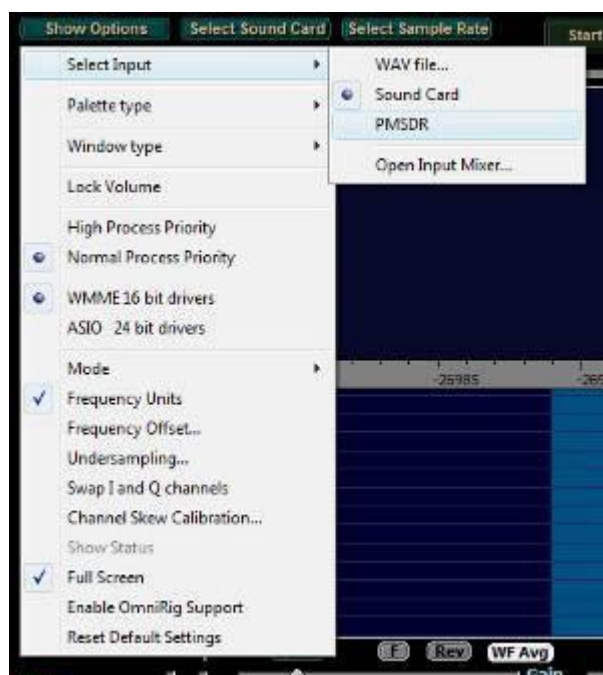 Show Options Select Sound Card Select Sample Rate Start
Select Input
Palette type
Window type
Lock Volume
High Process Priority
Normal Process Priority
WMME 16 bit drivers
ASIO 24 bit drivers
Mode
Frequency Units
Frequency Offset...
Undersampling...
Swap I and Q channels
Channel Skew Calibration...
Show Status
Full Screen
Enable OmniRig Support
Reset Default Settings
WAV file...
Sound Card
PMSDR
Open Input Mixer...
-26985
F Rev WF Avg
Gain